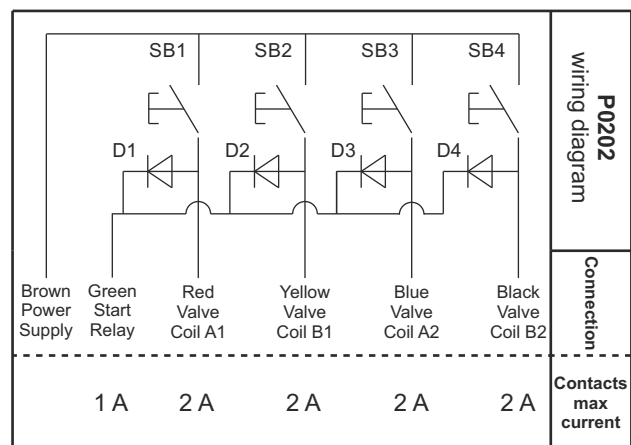 SB1 SB2 SB3 SB4
D1 D2 D3 D4
P0202
wiring diagram
Brown Power Supply
Green Start Relay
Red Valve Coil A1
Yellow Valve Coil B1
Blue Valve Coil A2
Black Valve Coil B2
Connection
1 A 2 A 2 A 2 A 2 A
Contacts
max
current